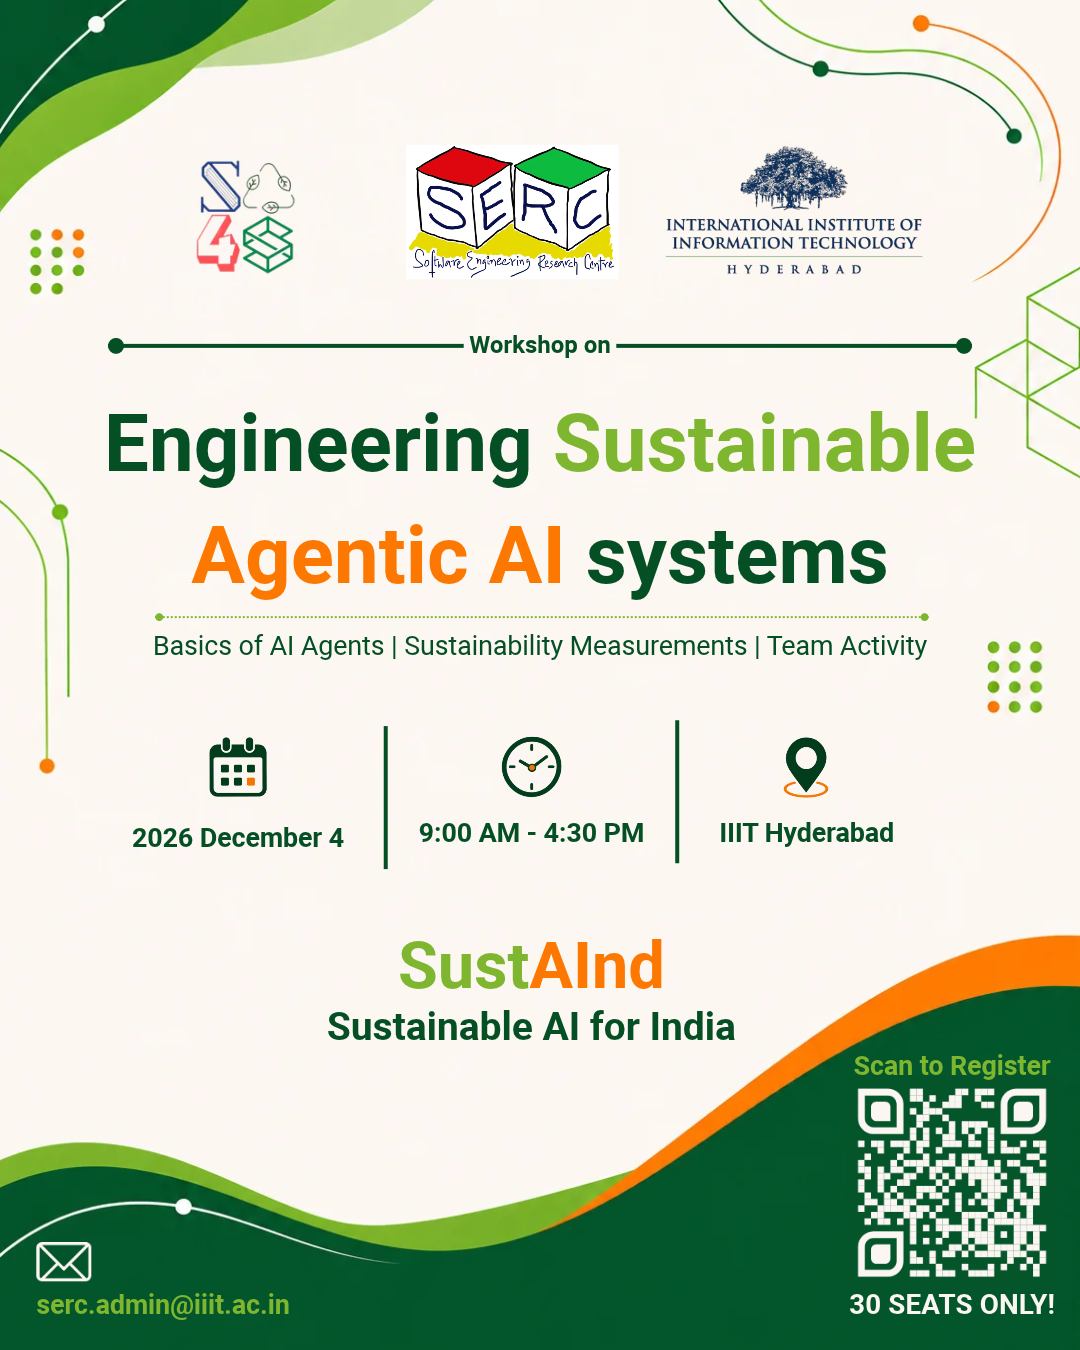 S
4S
SERC
Software Engineering Research Centre
INTERNATIONAL INSTITUTE OF
INFORMATION TECHNOLOGY
HYDERABAD
Workshop on
Engineering Sustainable
Agentic AI systems
Basics of AI Agents | Sustainability Measurements | Team Activity
2026 December 4
9:00 AM - 4:30 PM
IIIT Hyderabad
SustAInd
Sustainable AI for India
Scan to Register
30 SEATS ONLY!
serc.admin@iiit.ac.in